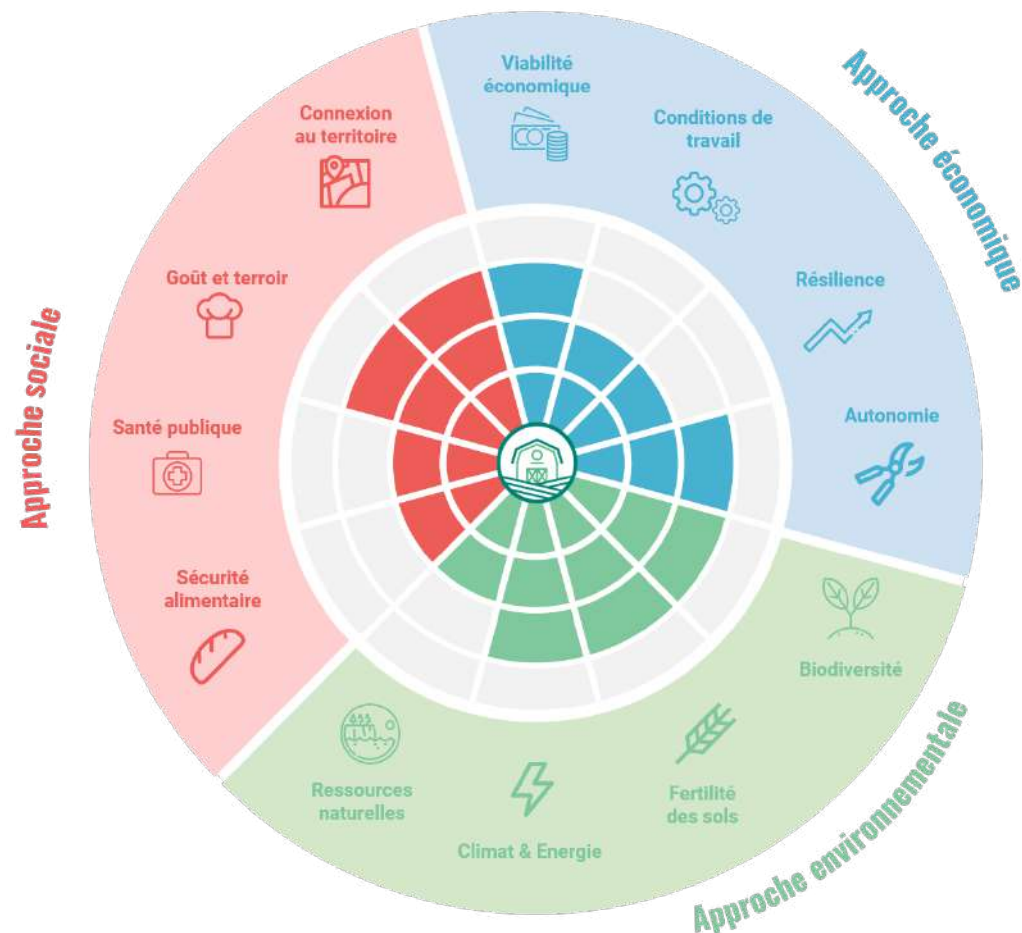 Approche sociale
Connexion
au territoire
Goût et terroir
Santé publique
Sécurité
alimentaire
Approche économique
Viabilité
économique
Conditions de
travail
Résilience
Autonomie
Approche environnementale
Biodiversité
Fertilité
des sols
Climat & Energie
Ressources
naturelles